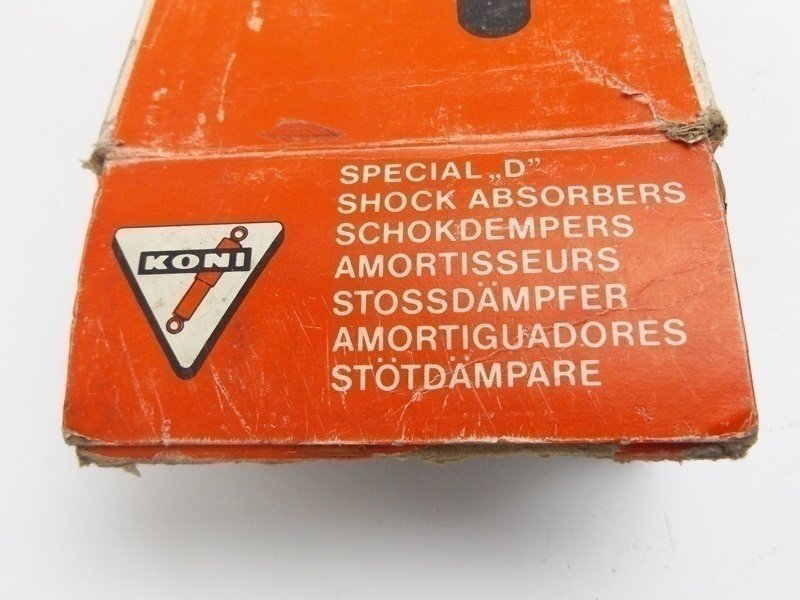 SPECIAL „D”
SHOCK ABSORBERS
SCHOKDEMPERS
AMORTISSEURS
STOSSDÄMPFER
AMORTIGUADORES
STÖTDÄMPARE
KONI